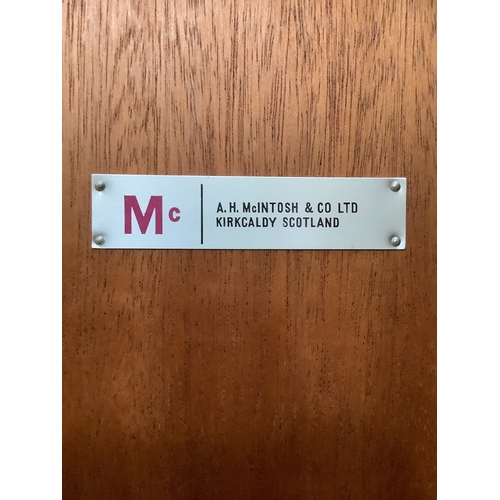 Mc
A.H. McINTOSH & CO LTD
KIRKCALDY SCOTLAND